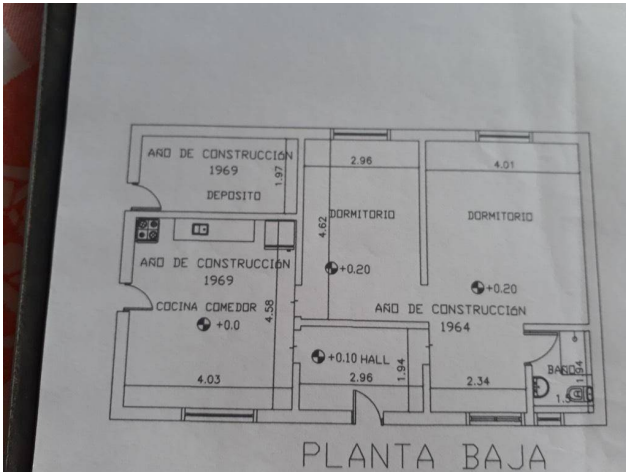 AÑO DE CONSTRUCCIÓN
1969
DEPOSITO
1.97
2.96
4.01
DORMITORIO
DORMITORIO
4.62
+0.20
+0.20
AÑO DE CONSTRUCCIÓN
1969
COCINA COMEDOR
+0.0
4.58
4.03
AÑO DE CONSTRUCCIÓN
1964
+0.10 HALL
1.94
2.96
2.34
BAÑO
1.94
PLANTA BAJA